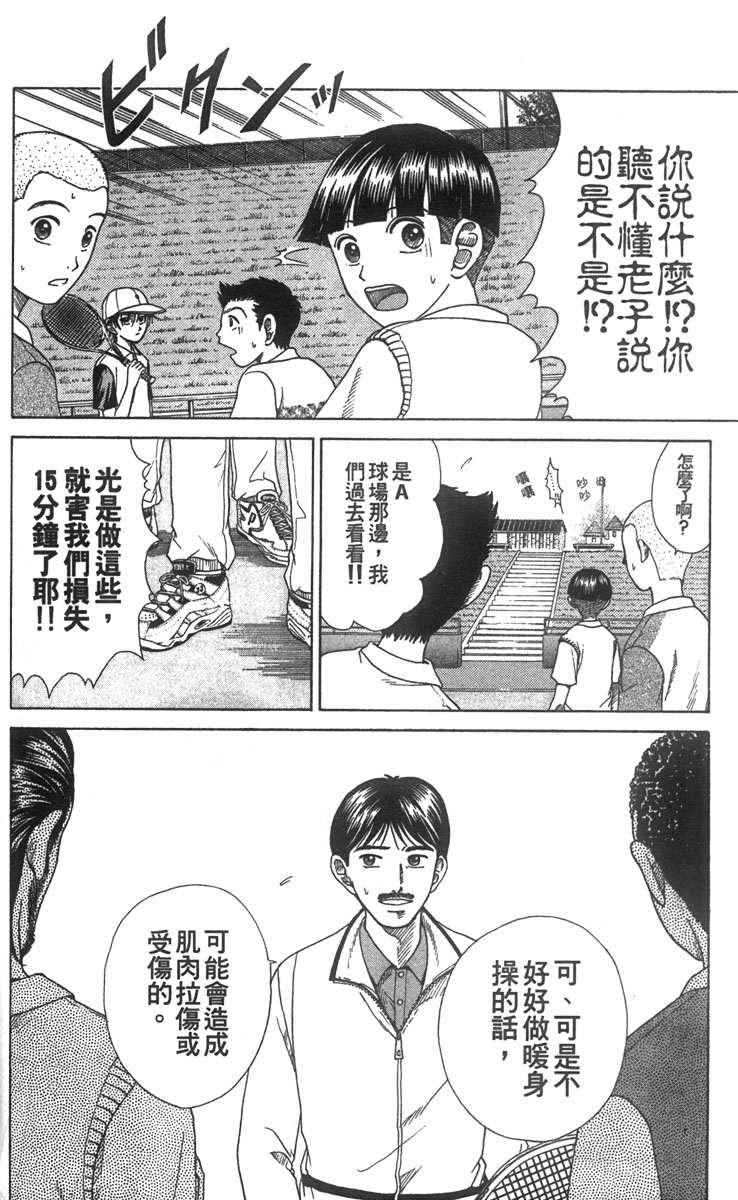 你說什麼!?你
聽不懂老子說
的是不是!?
ビクンッ
怎麼了啊?
吵
吵
嚷
嚷
是A
球場那邊,我
們過去看看!!
光是做這些,
就害我們損失
15分鐘了耶!!
可、可是不
好好做暖身
操的話,
可能會造成
肌肉拉傷或
受傷的。